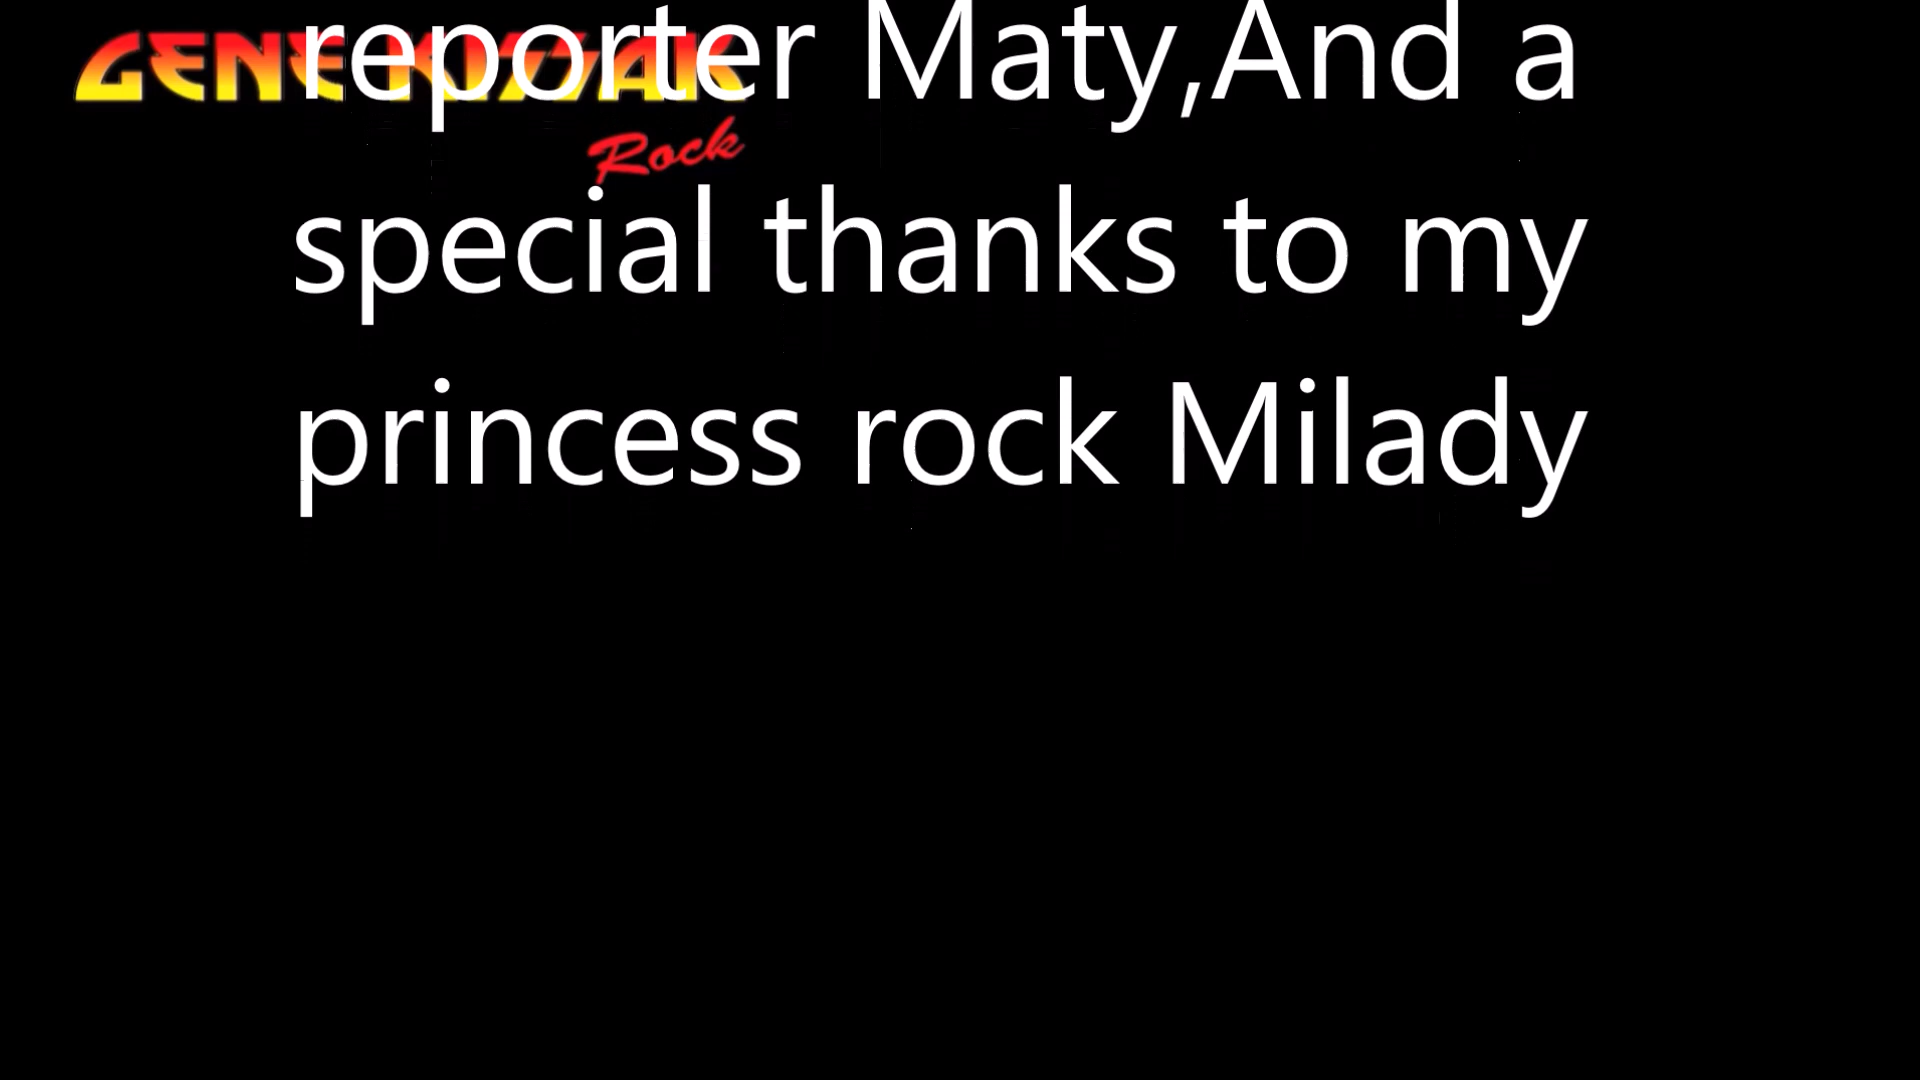 reporter Maty,And a
Rock
special thanks to my
princess rock Milady